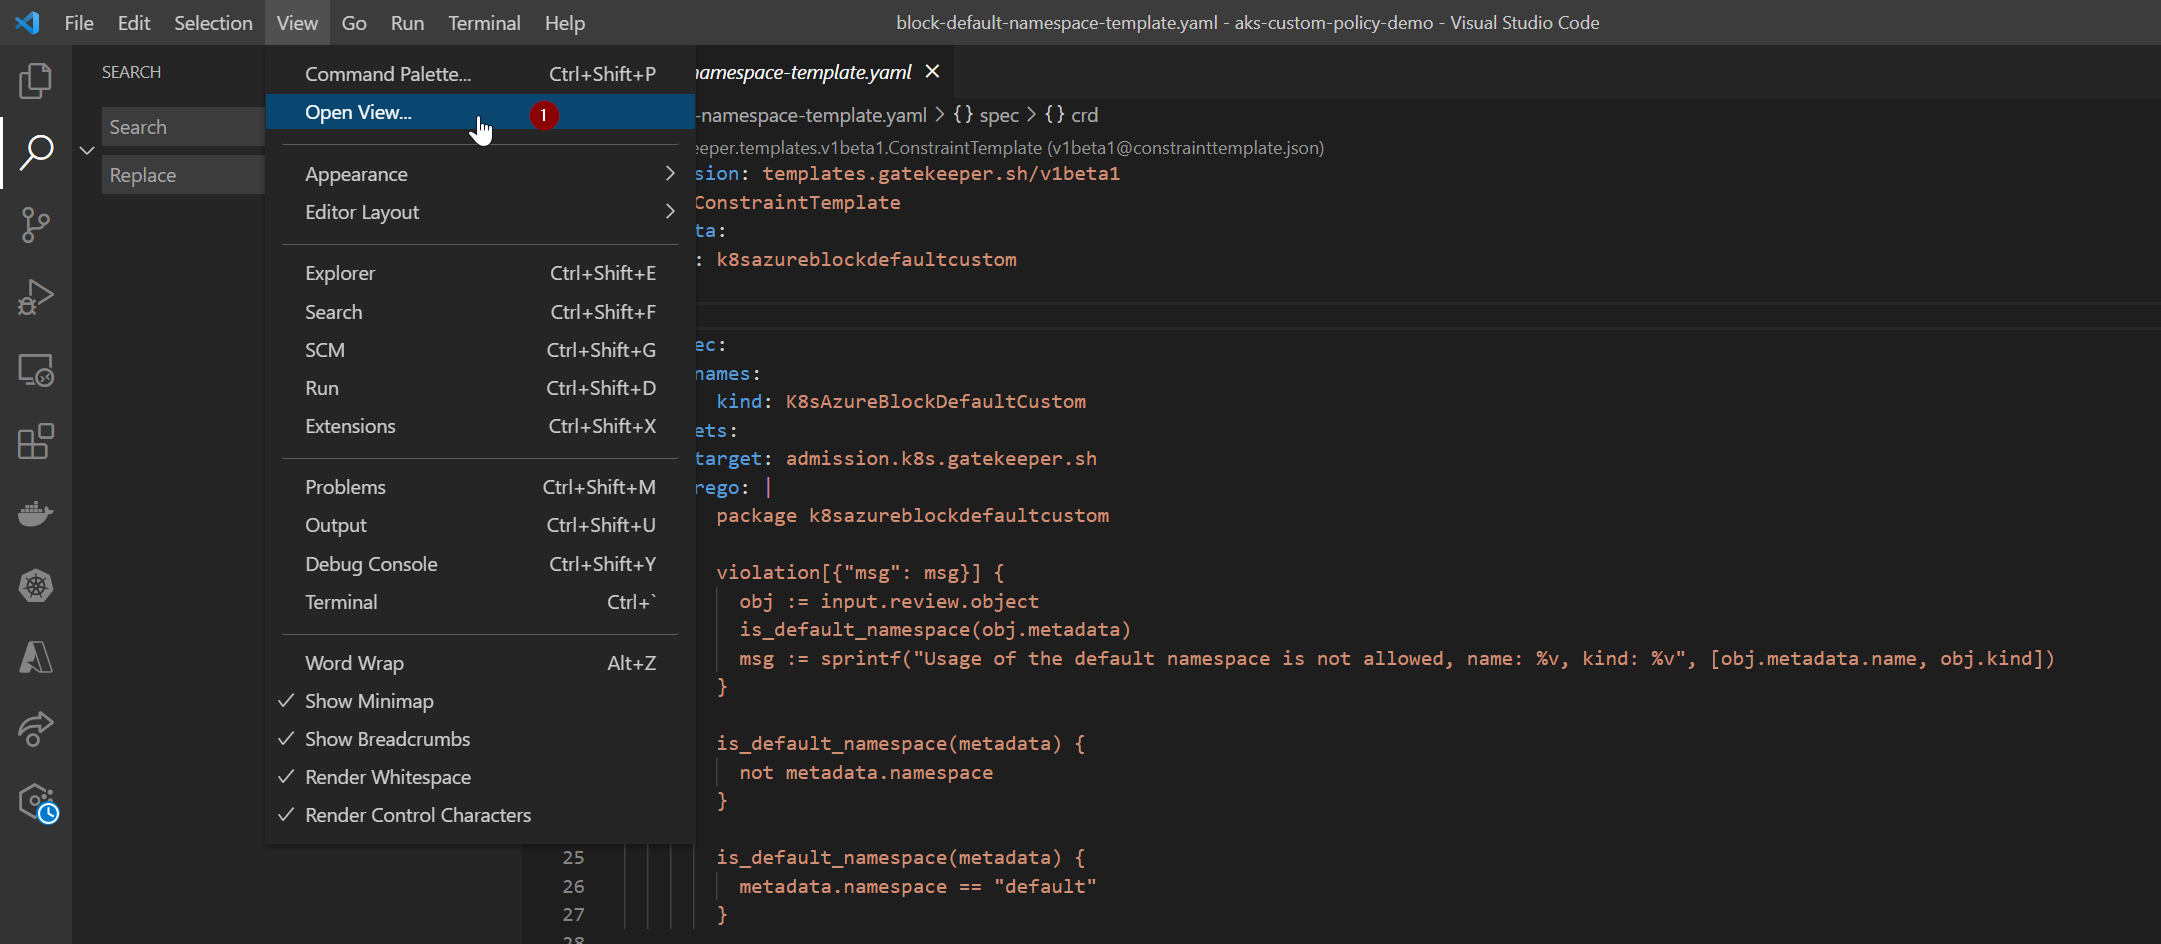 File Edit Selection View Go Run Terminal Help
block-default-namespace-template.yaml - aks-custom-policy-demo - Visual Studio Code
SEARCH
Search
Replace
Command Palette... Ctrl+Shift+P
Open View... 1
Appearance
Editor Layout
Explorer Ctrl+Shift+E
Search Ctrl+Shift+F
SCM Ctrl+Shift+G
Run Ctrl+Shift+D
Extensions Ctrl+Shift+X
Problems Ctrl+Shift+M
Output Ctrl+Shift+U
Debug Console Ctrl+Shift+Y
Terminal Ctrl+`
Word Wrap Alt+Z
✓ Show Minimap
✓ Show Breadcrumbs
✓ Render Whitespace
✓ Render Control Characters
namespace-template.yaml ×
-namespace-template.yaml > {} spec > {} crd
eeper.templates.v1beta1.ConstraintTemplate (v1beta1@constrainttemplate.json)
sion: templates.gatekeeper.sh/v1beta1
ConstraintTemplate
ta:
: k8sazureblockdefaultcustom
ec:
names:
kind: K8sAzureBlockDefaultCustom
ets:
target: admission.k8s.gatekeeper.sh
rego: |
package k8sazureblockdefaultcustom
violation[{"msg": msg}] {
obj := input.review.object
is_default_namespace(obj.metadata)
msg := sprintf("Usage of the default namespace is not allowed, name: %v, kind: %v", [obj.metadata.name, obj.kind])
}
is_default_namespace(metadata) {
not metadata.namespace
}
25 is_default_namespace(metadata) {
26 metadata.namespace == "default"
27 }
28